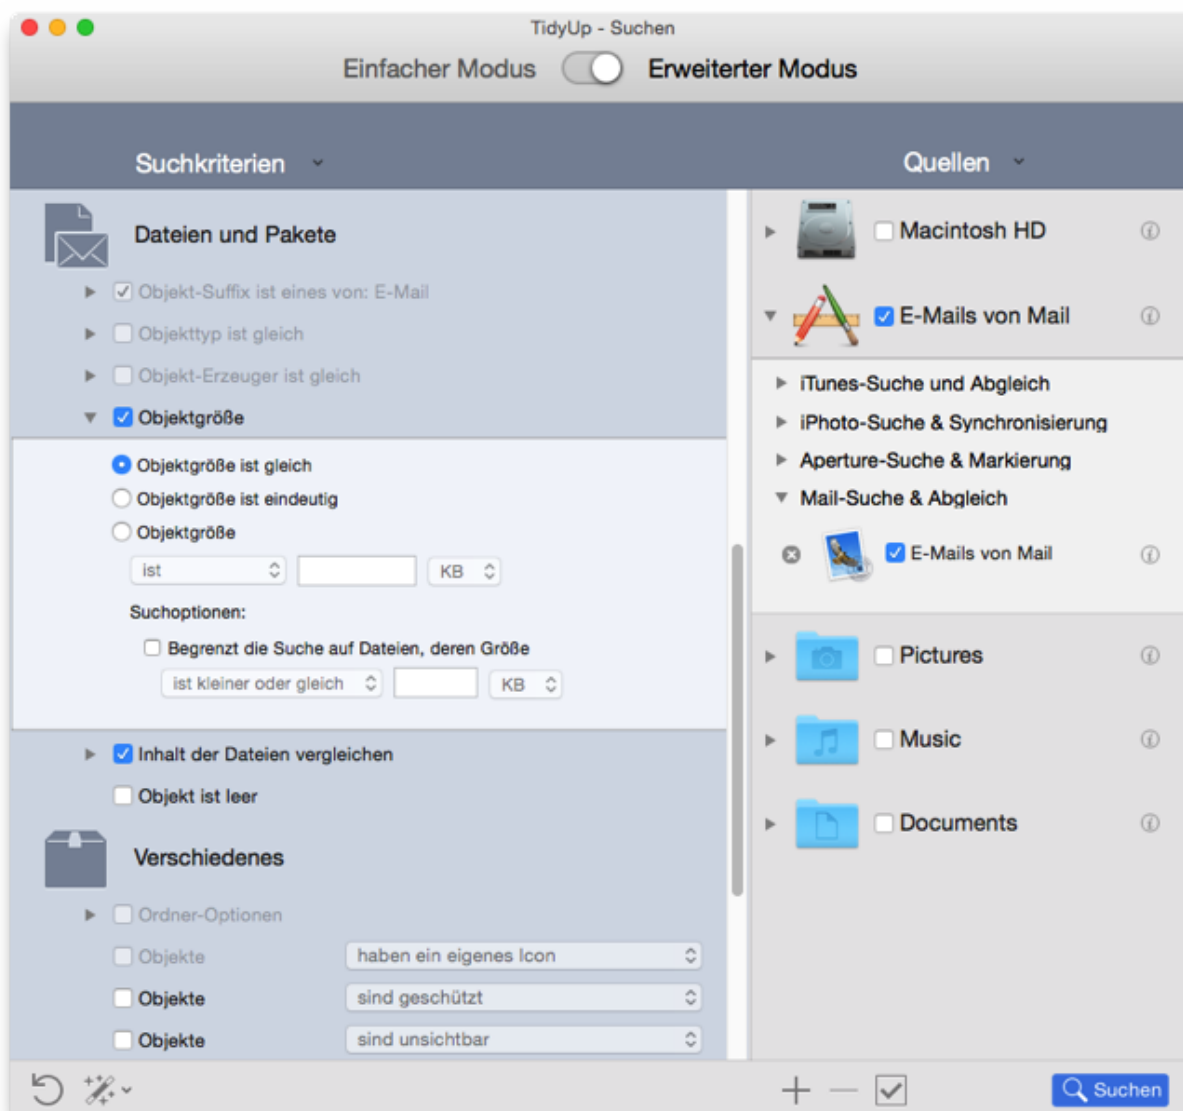 TidyUp - Suchen
Einfacher Modus Erweiterter Modus
Suchkriterien
Dateien und Pakete
Objekt-Suffix ist eines von: E-Mail
Objekttyp ist gleich
Objekt-Erzeuger ist gleich
Objektgröße
Objektgröße ist gleich
Objektgröße ist eindeutig
Objektgröße
ist KB
Suchoptionen:
Begrenzt die Suche auf Dateien, deren Größe
ist kleiner oder gleich KB
Inhalt der Dateien vergleichen
Objekt ist leer
Verschiedenes
Ordner-Optionen
Objekte haben ein eigenes Icon
Objekte sind geschützt
Objekte sind unsichtbar
Quellen
Macintosh HD
E-Mails von Mail
iTunes-Suche und Abgleich
iPhoto-Suche & Synchronisierung
Aperture-Suche & Markierung
Mail-Suche & Abgleich
E-Mails von Mail
Pictures
Music
Documents
Suchen